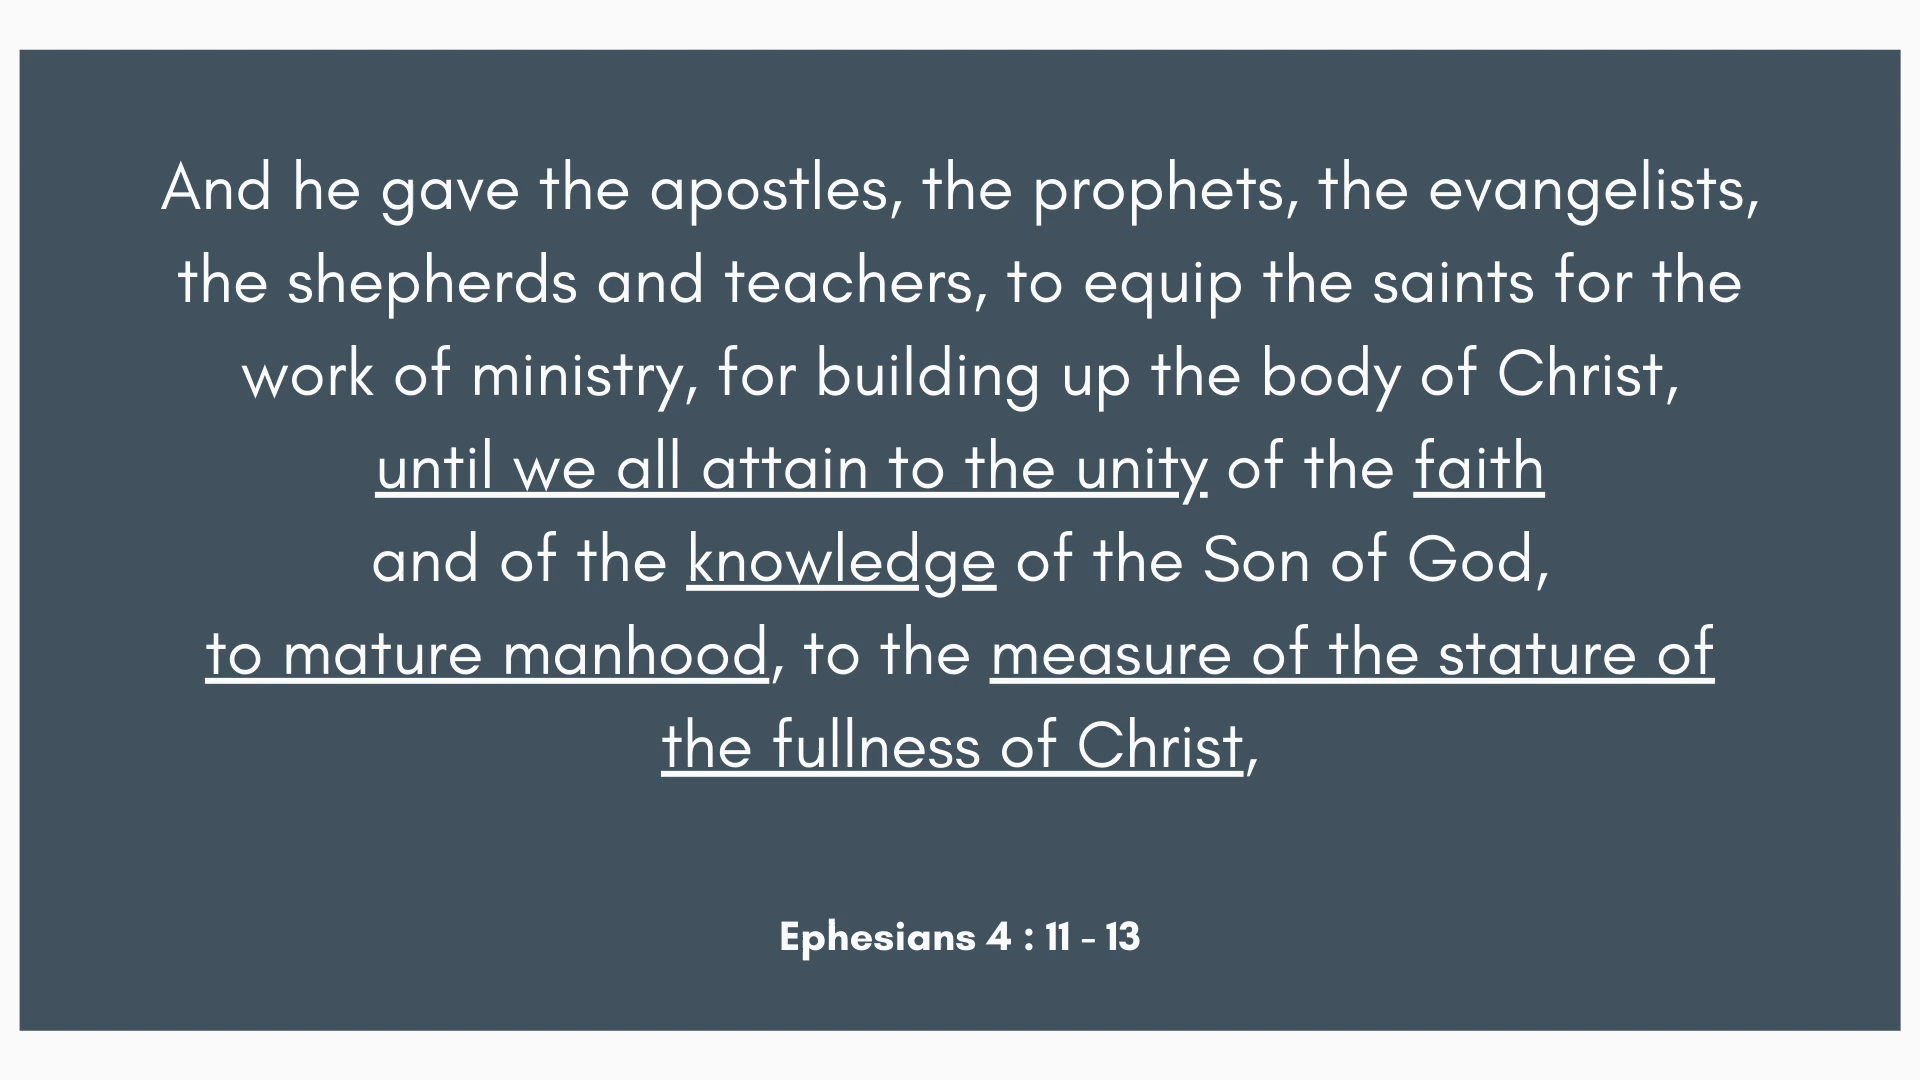 And he gave the apostles, the prophets, the evangelists,
the shepherds and teachers, to equip the saints for the
work of ministry, for building up the body of Christ,
until we all attain to the unity of the faith
and of the knowledge of the Son of God,
to mature manhood, to the measure of the stature of
the fullness of Christ,
Ephesians 4 : 11 - 13